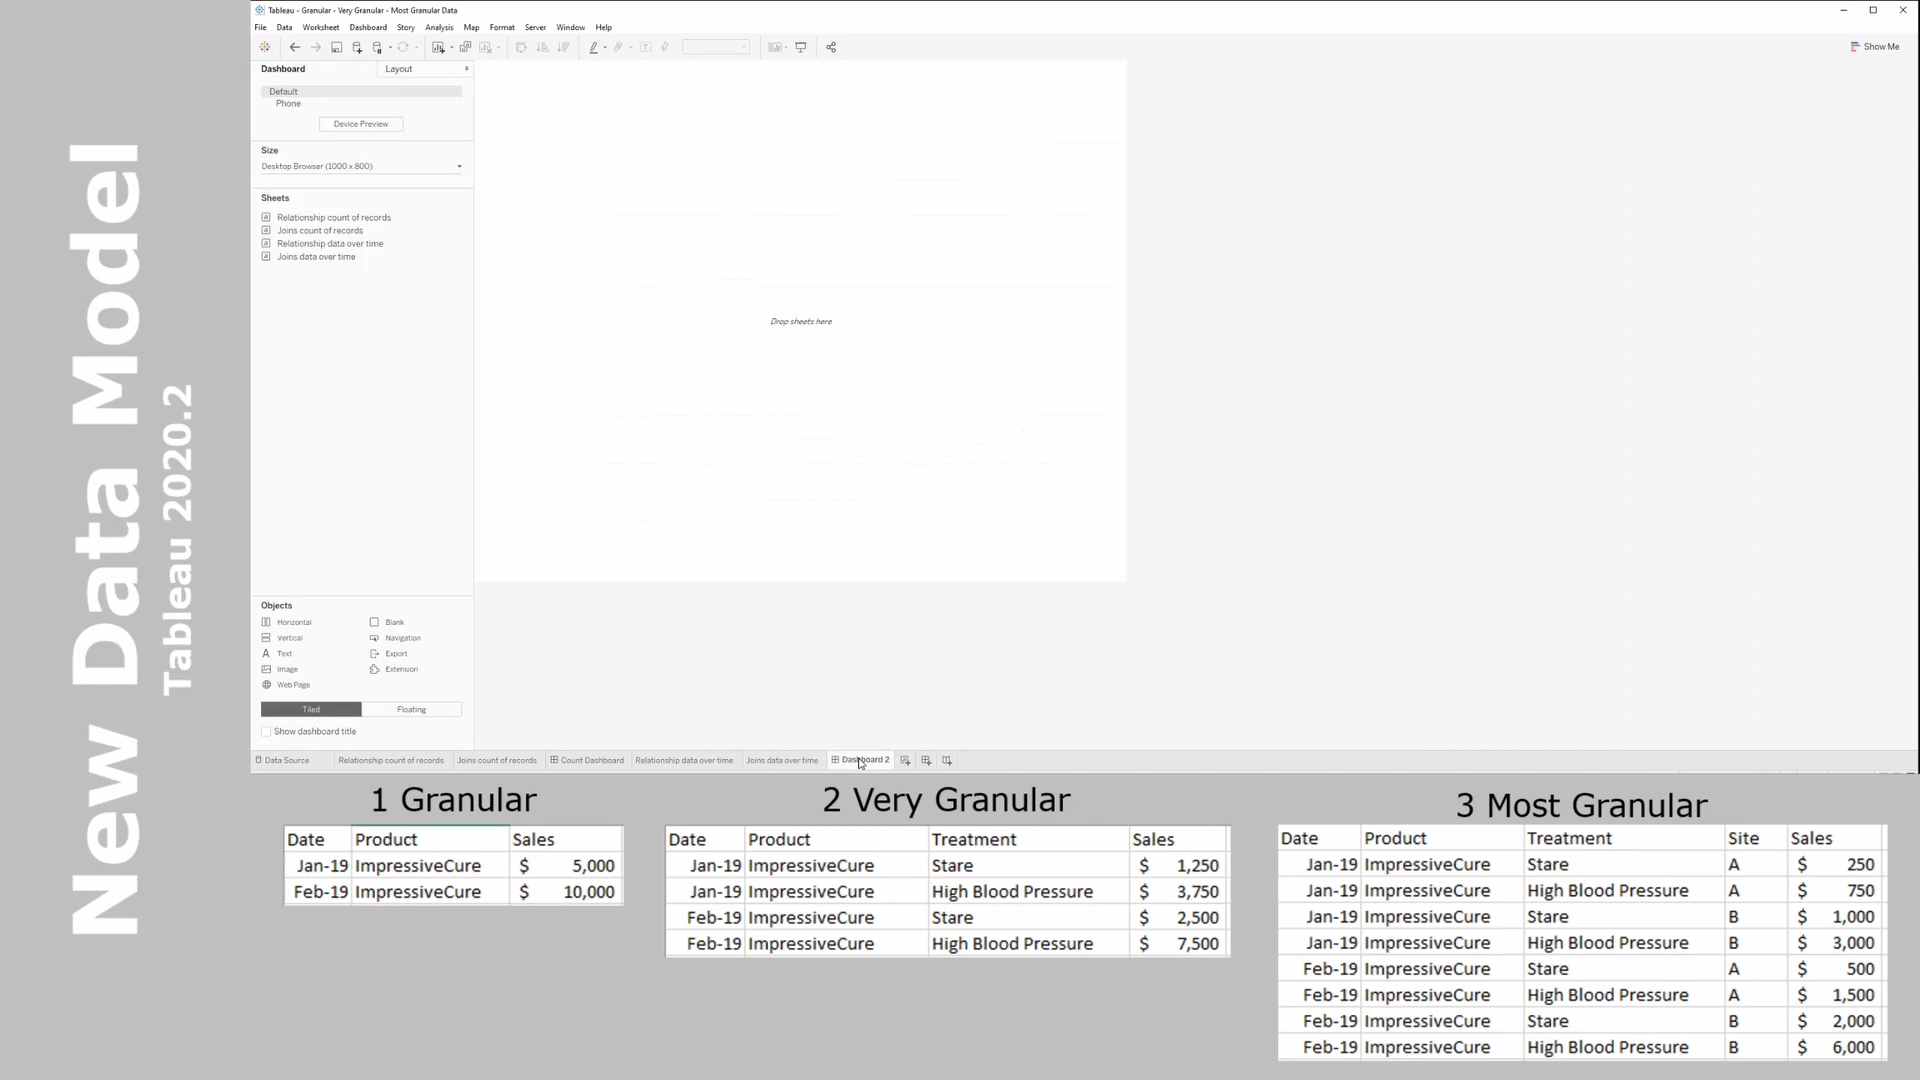 New Data Model
Tableau 2020.2
Tableau - Granular - Very Granular - Most Granular Data
File Data Worksheet Dashboard Story Analysis Map Format Server Window Help
Show Me
Dashboard Layout
Default
Phone
Device Preview
Size
Desktop Browser (1000 x 800)
Sheets
Relationship count of records
Joins count of records
Relationship data over time
Joins data over time
Drop sheets here
Objects
Horizontal Blank
Vertical Navigation
Text Export
Image Extension
Web Page
Tiled Floating
Show dashboard title
Data Source Relationship count of records Joins count of records Count Dashboard Relationship data over time Joins data over time Dashboard 2
1 Granular
Date Product Sales
Jan-19 ImpressiveCure $ 5,000
Feb-19 ImpressiveCure $ 10,000
2 Very Granular
Date Product Treatment Sales
Jan-19 ImpressiveCure Stare $ 1,250
Jan-19 ImpressiveCure High Blood Pressure $ 3,750
Feb-19 ImpressiveCure Stare $ 2,500
Feb-19 ImpressiveCure High Blood Pressure $ 7,500
3 Most Granular
Date Product Treatment Site Sales
Jan-19 ImpressiveCure Stare A $ 250
Jan-19 ImpressiveCure High Blood Pressure A $ 750
Jan-19 ImpressiveCure Stare B $ 1,000
Jan-19 ImpressiveCure High Blood Pressure B $ 3,000
Feb-19 ImpressiveCure Stare A $ 500
Feb-19 ImpressiveCure High Blood Pressure A $ 1,500
Feb-19 ImpressiveCure Stare B $ 2,000
Feb-19 ImpressiveCure High Blood Pressure B $ 6,000